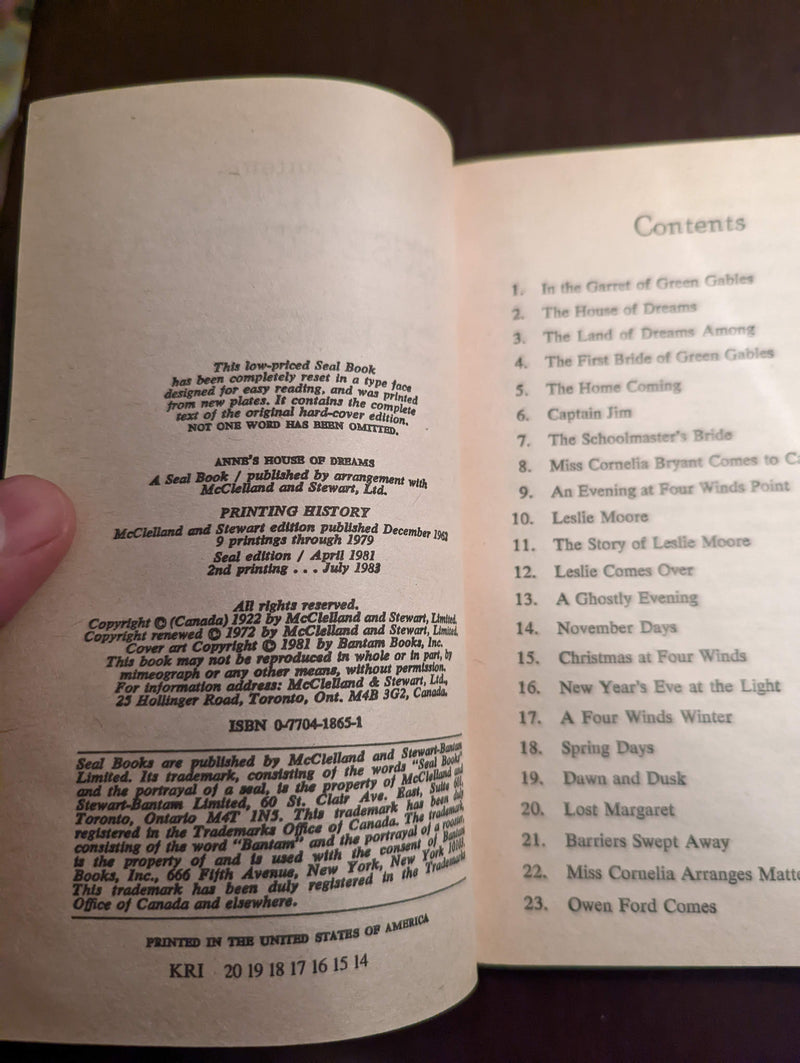 This low-priced Seal Book
has been completely reset in a type face
designed for easy reading, and was printed
from new plates. It contains the complete
text of the original hard-cover edition.
NOT ONE WORD HAS BEEN OMITTED.
ANNE'S HOUSE OF DREAMS
A Seal Book / published by arrangement with
McClelland and Stewart, Ltd.
PRINTING HISTORY
McClelland and Stewart edition published December
9 printings through 1979
Seal edition / April 1981
2nd printing . . . July 1983
All rights reserved.
Copyright © (Canada) 1922 by McClelland and Stewart, Limited.
Copyright renewed © 1972 by McClelland and Stewart, Limited.
Cover art Copyright © 1981 by Bantam Books, Inc.
This book may not be reproduced in whole or in part, by
mimeograph or any other means, without permission.
For information address: McClelland & Stewart, Ltd.,
25 Hollinger Road, Toronto, Ont. M4B 3G2, Canada.
ISBN 0-7704-1865-1
Seal Books are published by McClelland and Stewart-Bantam
Limited. Its trademark, consisting of the words "Seal Books"
and the portrayal of a seal, is the property of McClelland and
Stewart-Bantam Limited, 60 St. Clair Ave. East, Suite 601,
Toronto, Ontario M4T 1N5. This trademark has been duly
registered in the Trademarks Office of Canada. The trademark,
consisting of the word "Bantam" and the portrayal of a rooster,
is the property of and is used with the consent of Bantam
Books, Inc., 666 Fifth Avenue, New York, New York 10103.
This trademark has been duly registered in the Trademarks
Office of Canada and elsewhere.
PRINTED IN THE UNITED STATES OF AMERICA
KRI 20 19 18 17 16 15 14
Contents
1. In the Garret of Green Gables
2. The House of Dreams
3. The Land of Dreams Among
4. The First Bride of Green Gables
5. The Home Coming
6. Captain Jim
7. The Schoolmaster's Bride
8. Miss Cornelia Bryant Comes to Ca
9. An Evening at Four Winds Point
10. Leslie Moore
11. The Story of Leslie Moore
12. Leslie Comes Over
13. A Ghostly Evening
14. November Days
15. Christmas at Four Winds
16. New Year's Eve at the Light
17. A Four Winds Winter
18. Spring Days
19. Dawn and Dusk
20. Lost Margaret
21. Barriers Swept Away
22. Miss Cornelia Arranges Matte
23. Owen Ford Comes